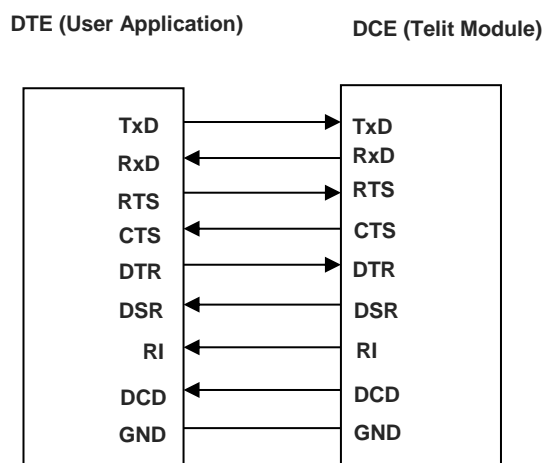 DTE (User Application) DCE (Telit Module)
TxD TxD
RxD RxD
RTS RTS
CTS CTS
DTR DTR
DSR DSR
RI RI
DCD DCD
GND GND